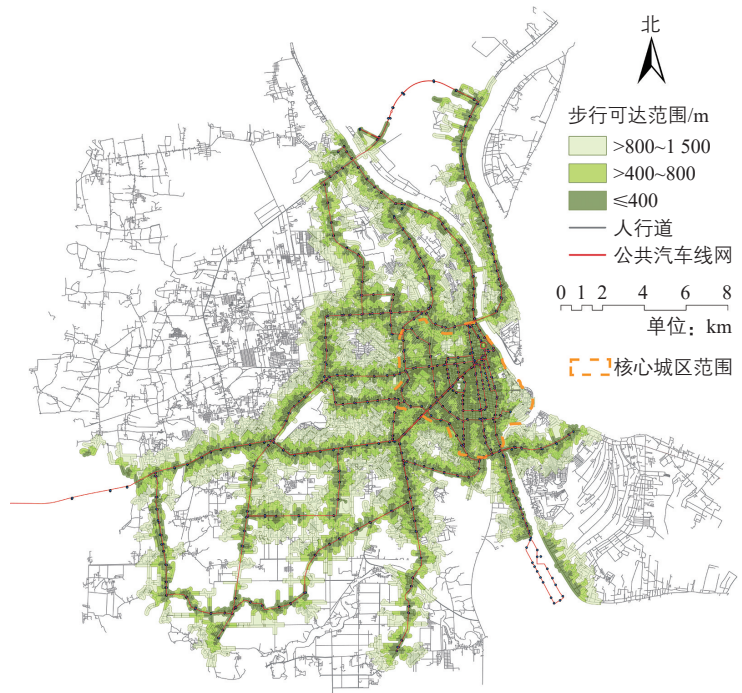 北
步行可达范围/m
>800~1 500
>400~800
≤400
人行道
公共汽车线网
0 1 2 4 6 8
单位：km
核心城区范围